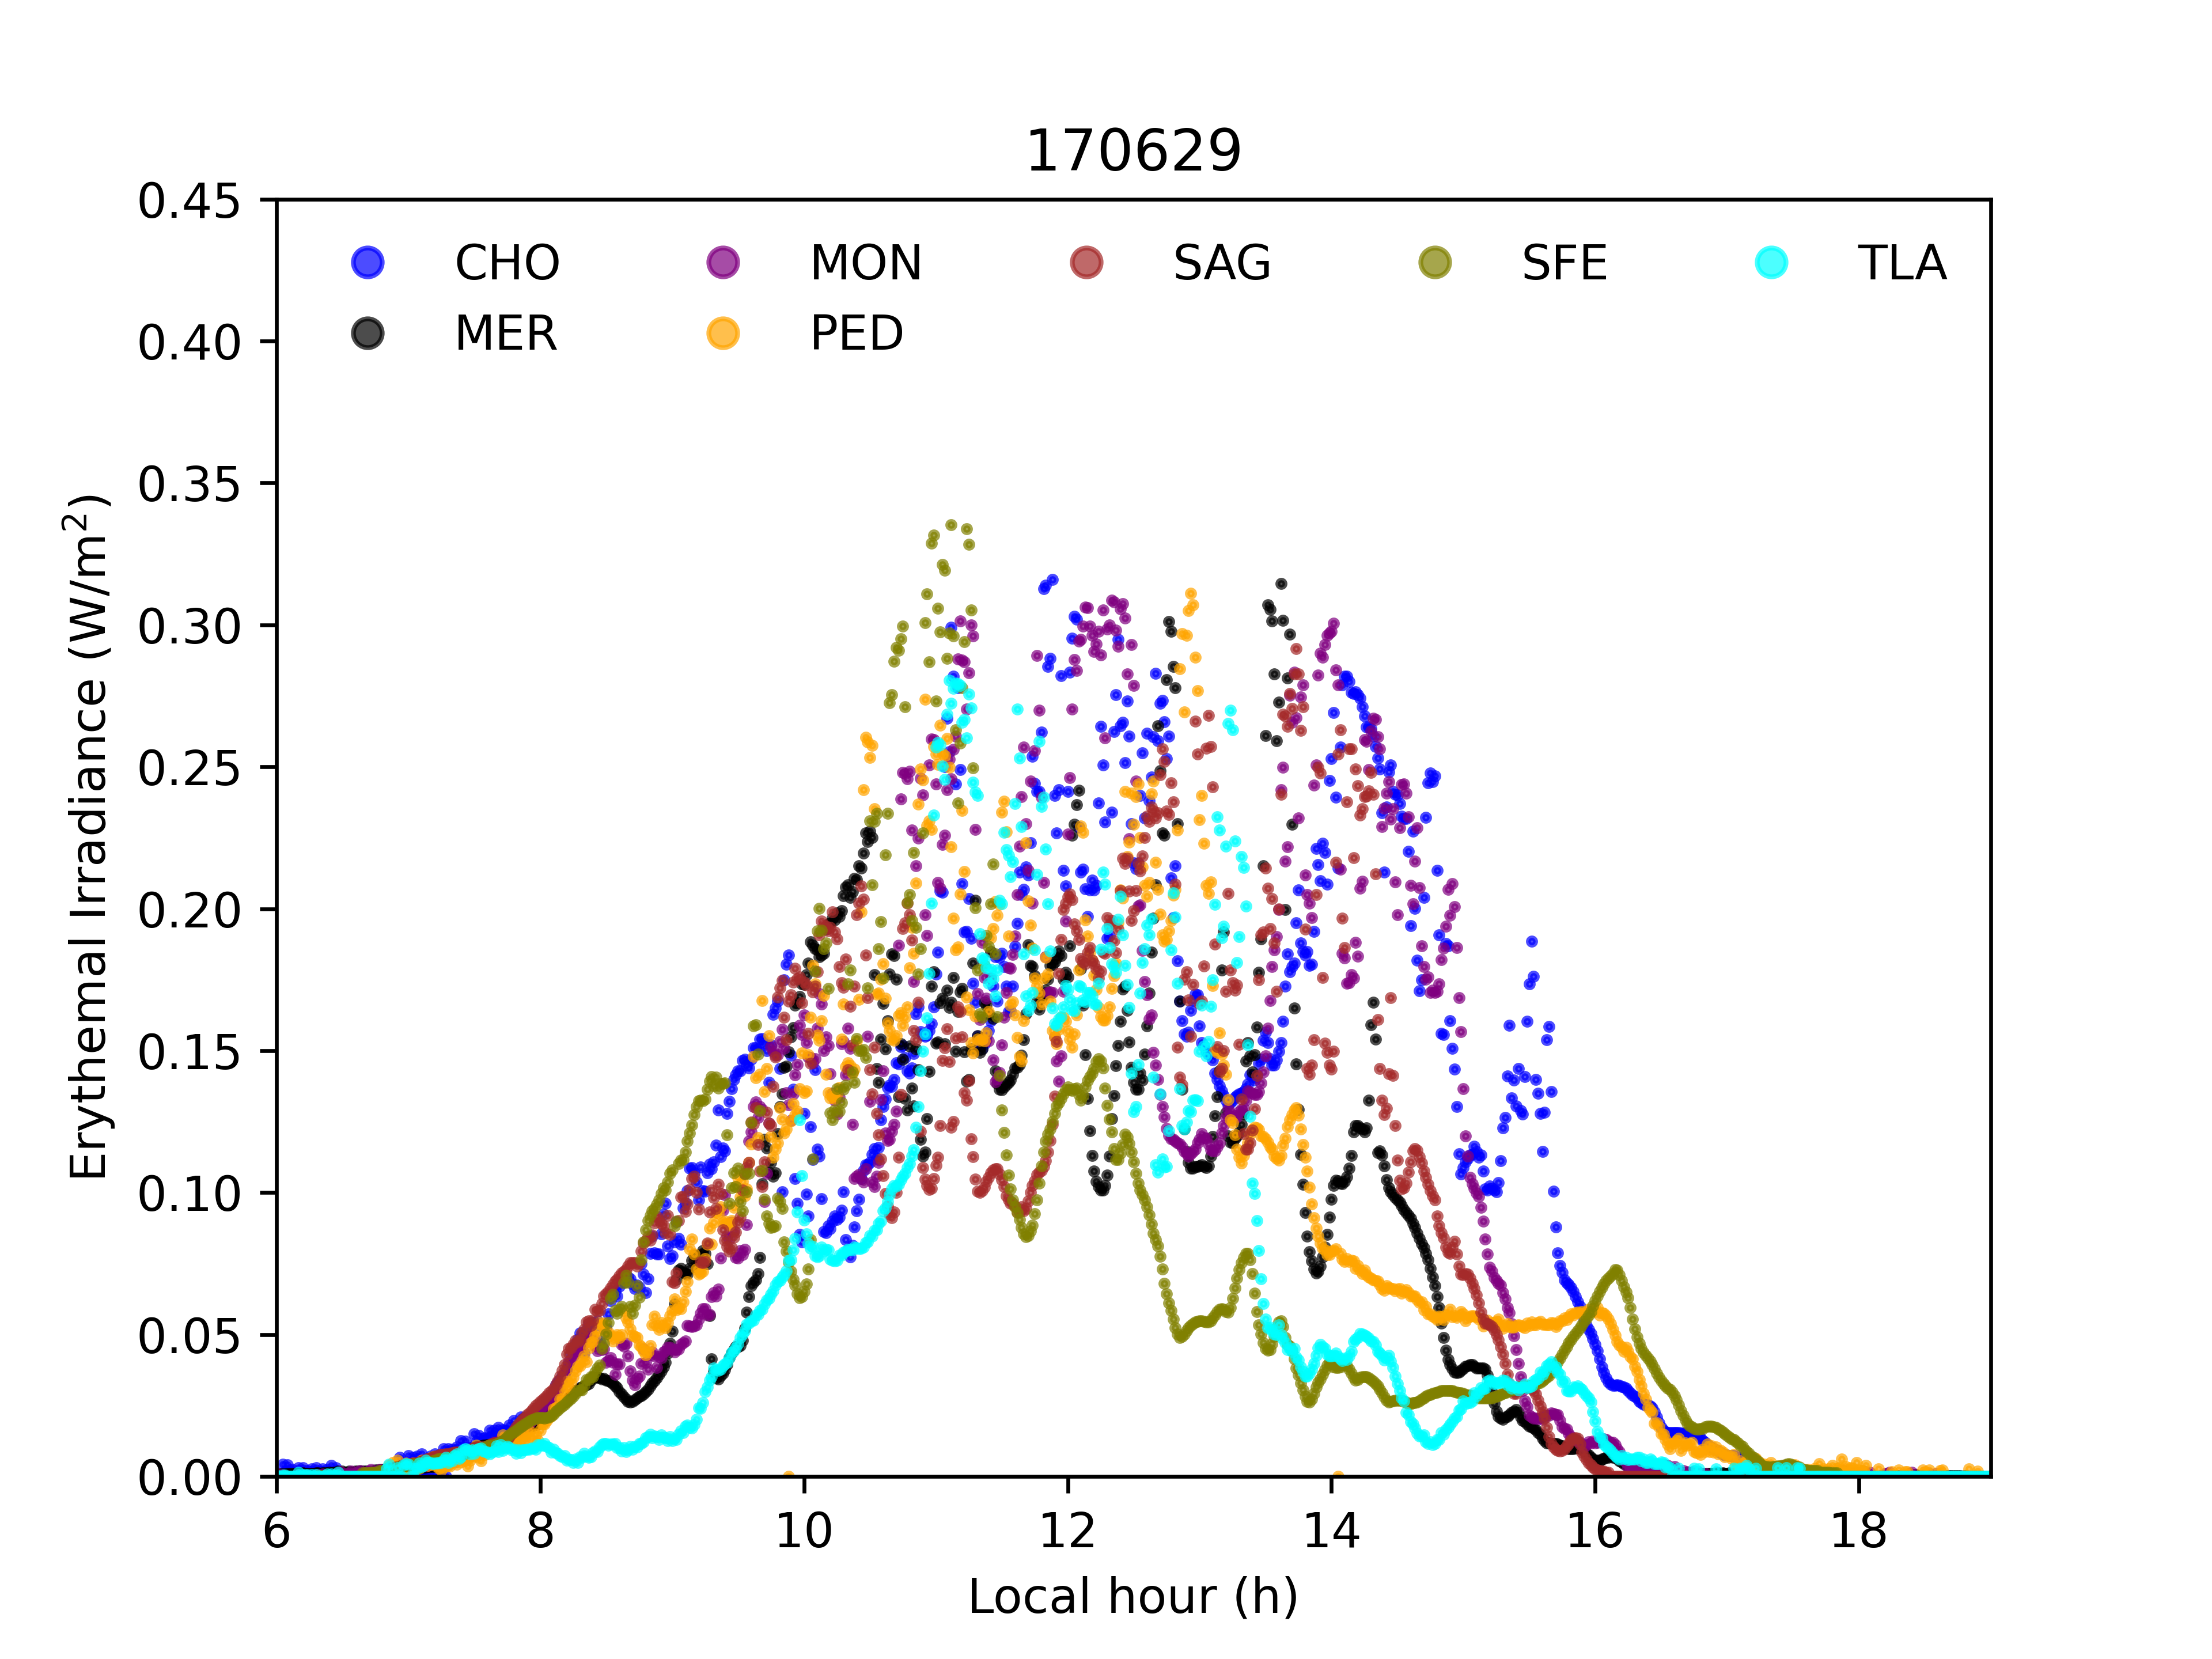 170629
0.45
0.40
0.35
0.30
0.25
0.20
0.15
0.10
0.05
0.00
Erythemal Irradiance (W/m²)
CHO MON SAG SFE TLA
MER PED
6 8 10 12 14 16 18
Local hour (h)